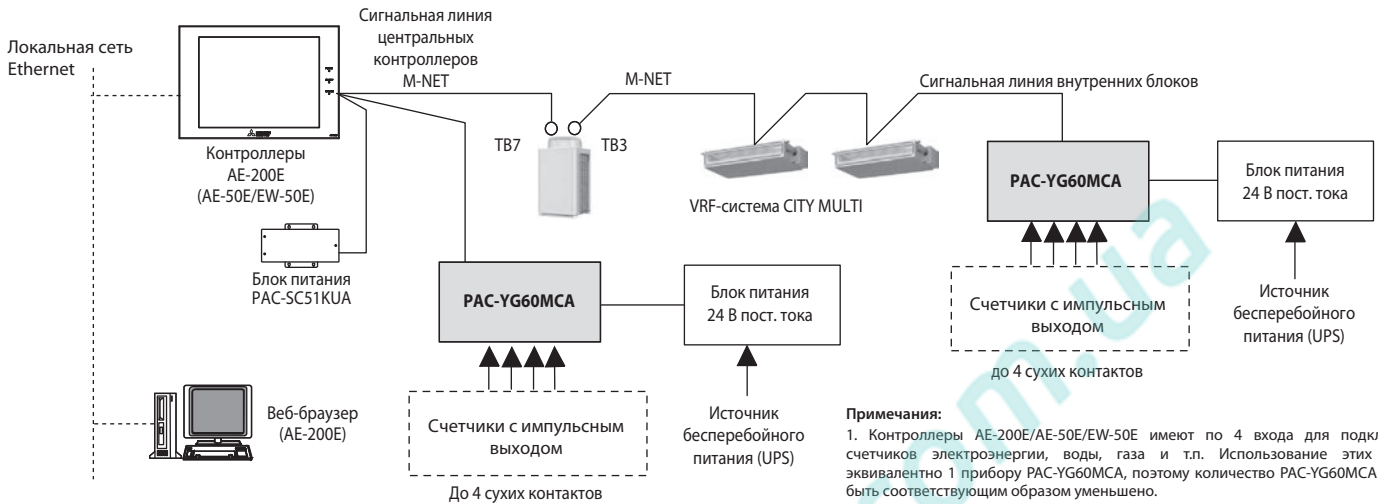 Локальная сеть
Ethernet
Контроллеры
AE-200E
(AE-50E/EW-50E)
Блок питания
PAC-SC51KUA
Веб-браузер
(AE-200E)
Сигнальная линия
центральных
контроллеров
M-NET
TB7
TB3
M-NET
VRF-система CITY MULTI
Сигнальная линия внутренних блоков
PAC-YG60MCA
Блок питания
24 В пост. тока
Счетчики с импульсным
выходом
До 4 сухих контактов
Источник
бесперебойного
питания (UPS)
PAC-YG60MCA
Блок питания
24 В пост. тока
Счетчики с импульсным
выходом
до 4 сухих контактов
Источник
бесперебойного
питания (UPS)
Примечания:
1. Контроллеры AE-200E/AE-50E/EW-50E имеют по 4 входа для подкл
счетчиков электроэнергии, воды, газа и т.п. Использование этих
эквивалентно 1 прибору PAC-YG60MCA, поэтому количество PAC-YG60MCA
быть соответствующим образом уменьшено.
com.ua